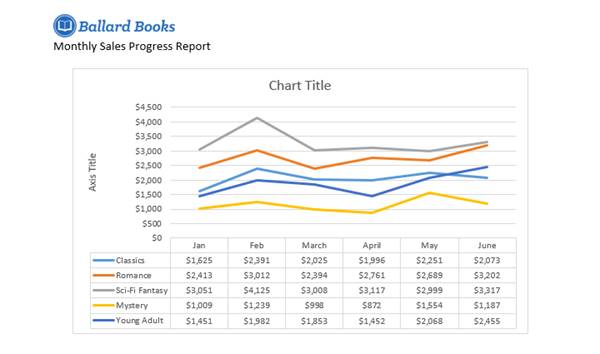 Ballard Books
Monthly Sales Progress Report
Chart Title
Axis Title
$4,500
$4,000
$3,500
$3,000
$2,500
$2,000
$1,500
$1,000
$500
$0
Jan Feb March April May June
Classics $1,625 $2,391 $2,025 $1,996 $2,251 $2,073
Romance $2,413 $3,012 $2,394 $2,761 $2,689 $3,202
Sci-Fi Fantasy $3,051 $4,125 $3,008 $3,117 $2,999 $3,317
Mystery $1,009 $1,239 $998 $872 $1,554 $1,187
Young Adult $1,451 $1,982 $1,853 $1,452 $2,068 $2,455